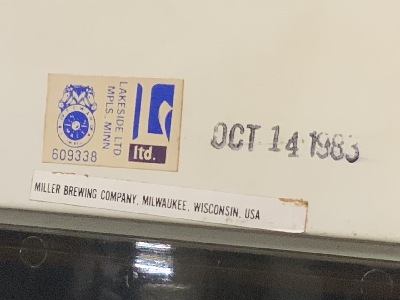 LAKESIDE LTD
MPLS., MINN
ltd.
609338
OCT 14 1983
MILLER BREWING COMPANY, MILWAUKEE, WISCONSIN, USA